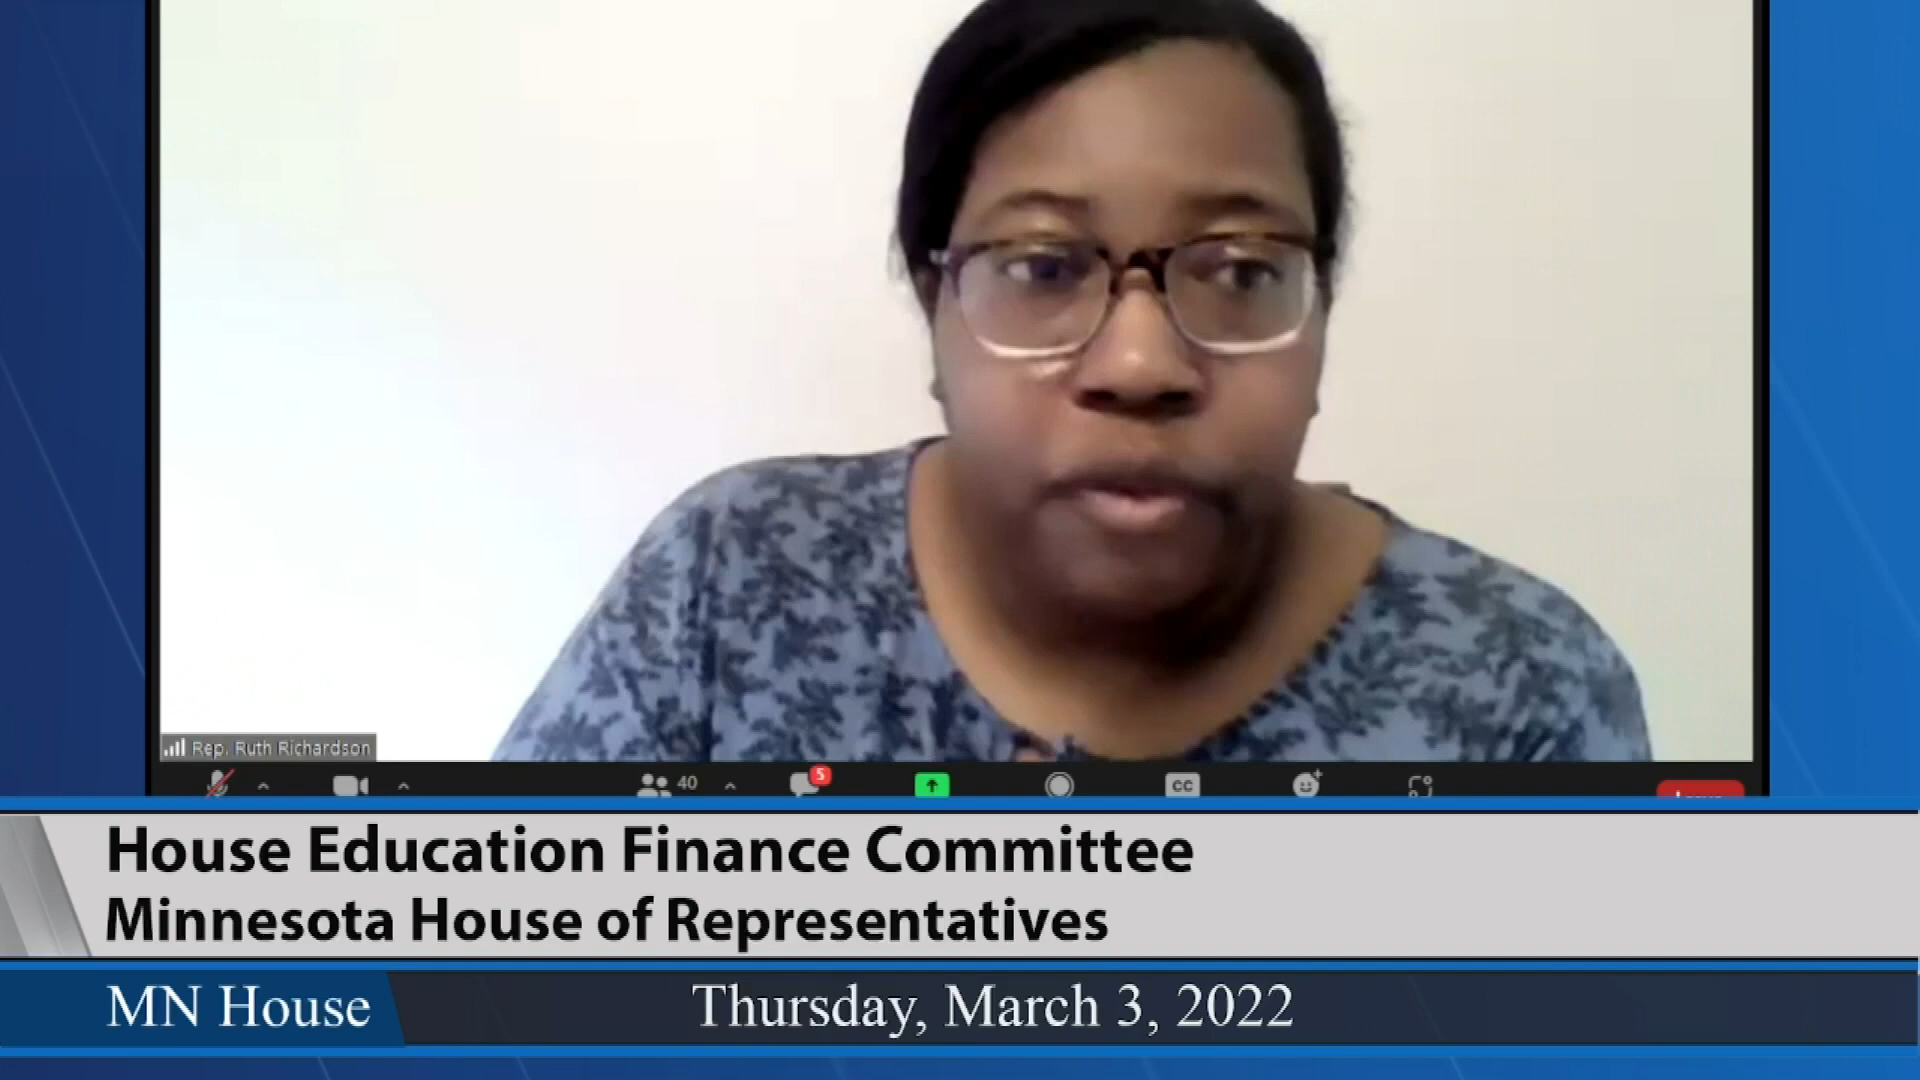 Rep. Ruth Richardson
40
5
CC
House Education Finance Committee
Minnesota House of Representatives
MN House
Thursday, March 3, 2022